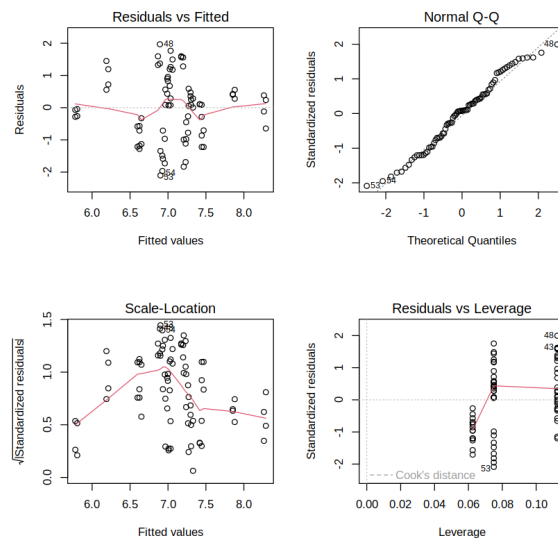 Residuals vs Fitted
Residuals
2
1
0
-1
-2
48
54
53
6.0 6.5 7.0 7.5 8.0
Fitted values
Normal Q-Q
Standardized residuals
2
1
0
-1
-2
48
54
53
-2 -1 0 1 2
Theoretical Quantiles
Scale-Location
√|Standardized residuals|
1.5
1.0
0.5
0.0
53
6.0 6.5 7.0 7.5 8.0
Fitted values
Residuals vs Leverage
Standardized residuals
2
1
0
-1
-2
48
43
53
Cook's distance
0.00 0.02 0.04 0.06 0.08 0.10
Leverage